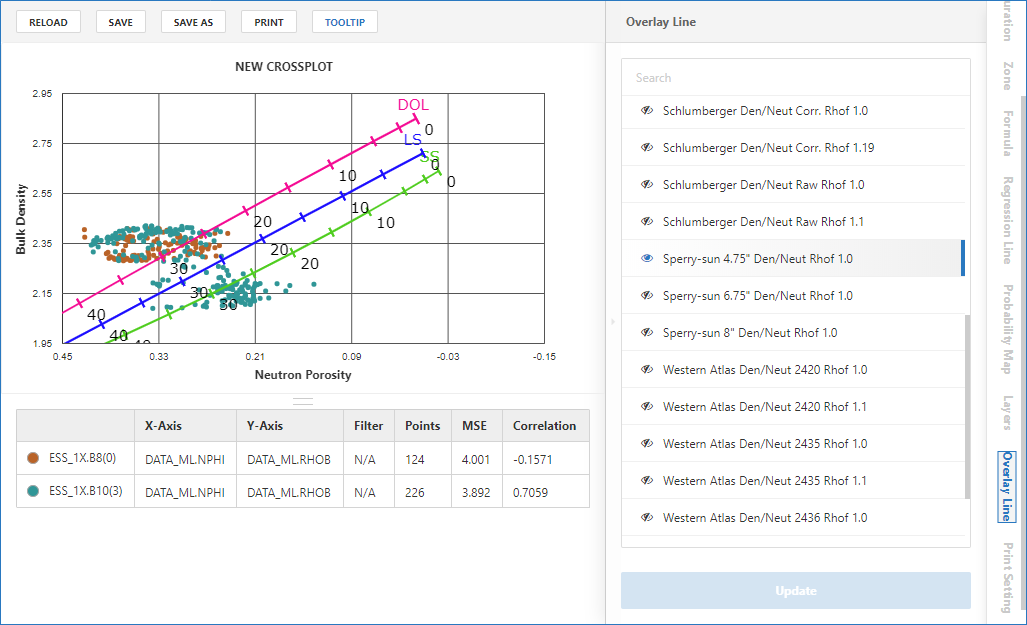 RELOAD SAVE SAVE AS PRINT TOOLTIP
NEW CROSSPLOT
2.95
2.75
2.55
2.35
2.15
1.95
Bulk Density
DOL
0
LS
SS
0
0
10
10
10
20
20
20
30
30
30
40
40
40
0.45 0.33 0.21 0.09 -0.03 -0.15
Neutron Porosity
X-Axis Y-Axis Filter Points MSE Correlation
ESS_1X.B8(0) DATA_ML.NPHI DATA_ML.RHOB N/A 124 4.001 -0.1571
ESS_1X.B10(3) DATA_ML.NPHI DATA_ML.RHOB N/A 226 3.892 0.7059
Overlay Line
Search
Schlumberger Den/Neut Corr. Rhof 1.0
Schlumberger Den/Neut Corr. Rhof 1.19
Schlumberger Den/Neut Raw Rhof 1.0
Schlumberger Den/Neut Raw Rhof 1.1
Sperry-sun 4.75" Den/Neut Rhof 1.0
Sperry-sun 6.75" Den/Neut Rhof 1.0
Sperry-sun 8" Den/Neut Rhof 1.0
Western Atlas Den/Neut 2420 Rhof 1.0
Western Atlas Den/Neut 2420 Rhof 1.1
Western Atlas Den/Neut 2435 Rhof 1.0
Western Atlas Den/Neut 2435 Rhof 1.1
Western Atlas Den/Neut 2436 Rhof 1.0
Update
uration
Zone
Formula
Regression Line
Probability Map
Layers
Overlay Line
Print Setting